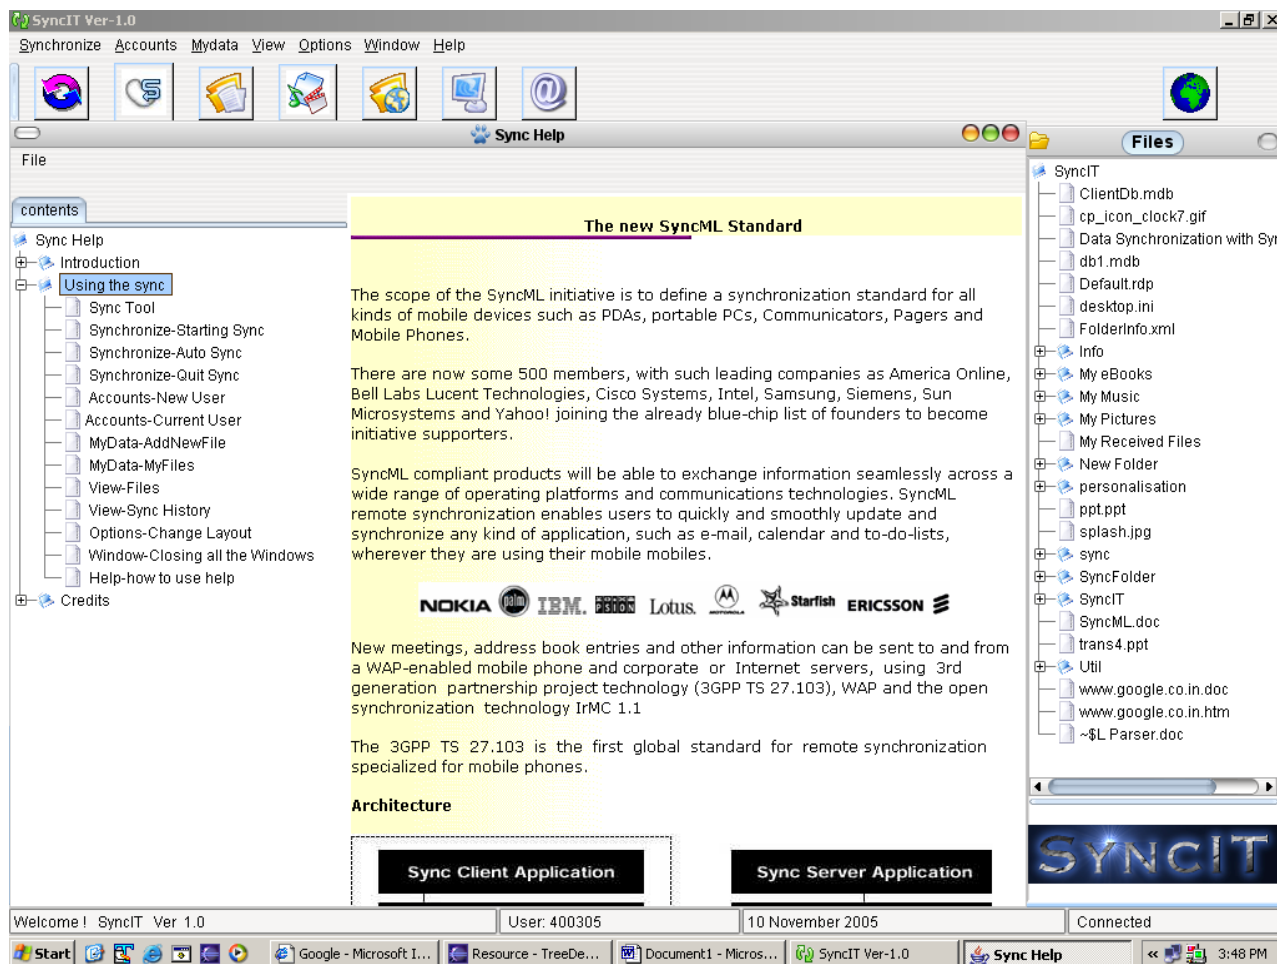 SyncIT Ver-1.0
Synchronize Accounts Mydata View Options Window Help
Sync Help
File
contents
Sync Help
Introduction
Using the sync
Sync Tool
Synchronize-Starting Sync
Synchronize-Auto Sync
Synchronize-Quit Sync
Accounts-New User
Accounts-Current User
MyData-AddNewFile
MyData-MyFiles
View-Files
View-Sync History
Options-Change Layout
Window-Closing all the Windows
Help-how to use help
Credits
The new SyncML Standard
The scope of the SyncML initiative is to define a synchronization standard for all
kinds of mobile devices such as PDAs, portable PCs, Communicators, Pagers and
Mobile Phones.
There are now some 500 members, with such leading companies as America Online,
Bell Labs Lucent Technologies, Cisco Systems, Intel, Samsung, Siemens, Sun
Microsystems and Yahoo! joining the already blue-chip list of founders to become
initiative supporters.
SyncML compliant products will be able to exchange information seamlessly across a
wide range of operating platforms and communications technologies. SyncML
remote synchronization enables users to quickly and smoothly update and
synchronize any kind of application, such as e-mail, calendar and to-do-lists,
wherever they are using their mobile mobiles.
NOKIA palm IBM. PSION Lotus. MOTOROLA Starfish ERICSSON
New meetings, address book entries and other information can be sent to and from
a WAP-enabled mobile phone and corporate or Internet servers, using 3rd
generation partnership project technology (3GPP TS 27.103), WAP and the open
synchronization technology IrMC 1.1
The 3GPP TS 27.103 is the first global standard for remote synchronization
specialized for mobile phones.
Architecture
Sync Client Application
Sync Server Application
Files
SyncIT
ClientDb.mdb
cp_icon_clock7.gif
Data Synchronization with Syn
db1.mdb
Default.rdp
desktop.ini
FolderInfo.xml
Info
My eBooks
My Music
My Pictures
My Received Files
New Folder
personalisation
ppt.ppt
splash.jpg
sync
SyncFolder
SyncIT
SyncML.doc
trans4.ppt
Util
www.google.co.in.doc
www.google.co.in.htm
~$L Parser.doc
SYNCIT
Welcome ! SyncIT Ver 1.0
User: 400305
10 November 2005
Connected
Start
Google - Microsoft I...
Resource - TreeDe...
Document1 - Micros...
SyncIT Ver-1.0
Sync Help
3:48 PM